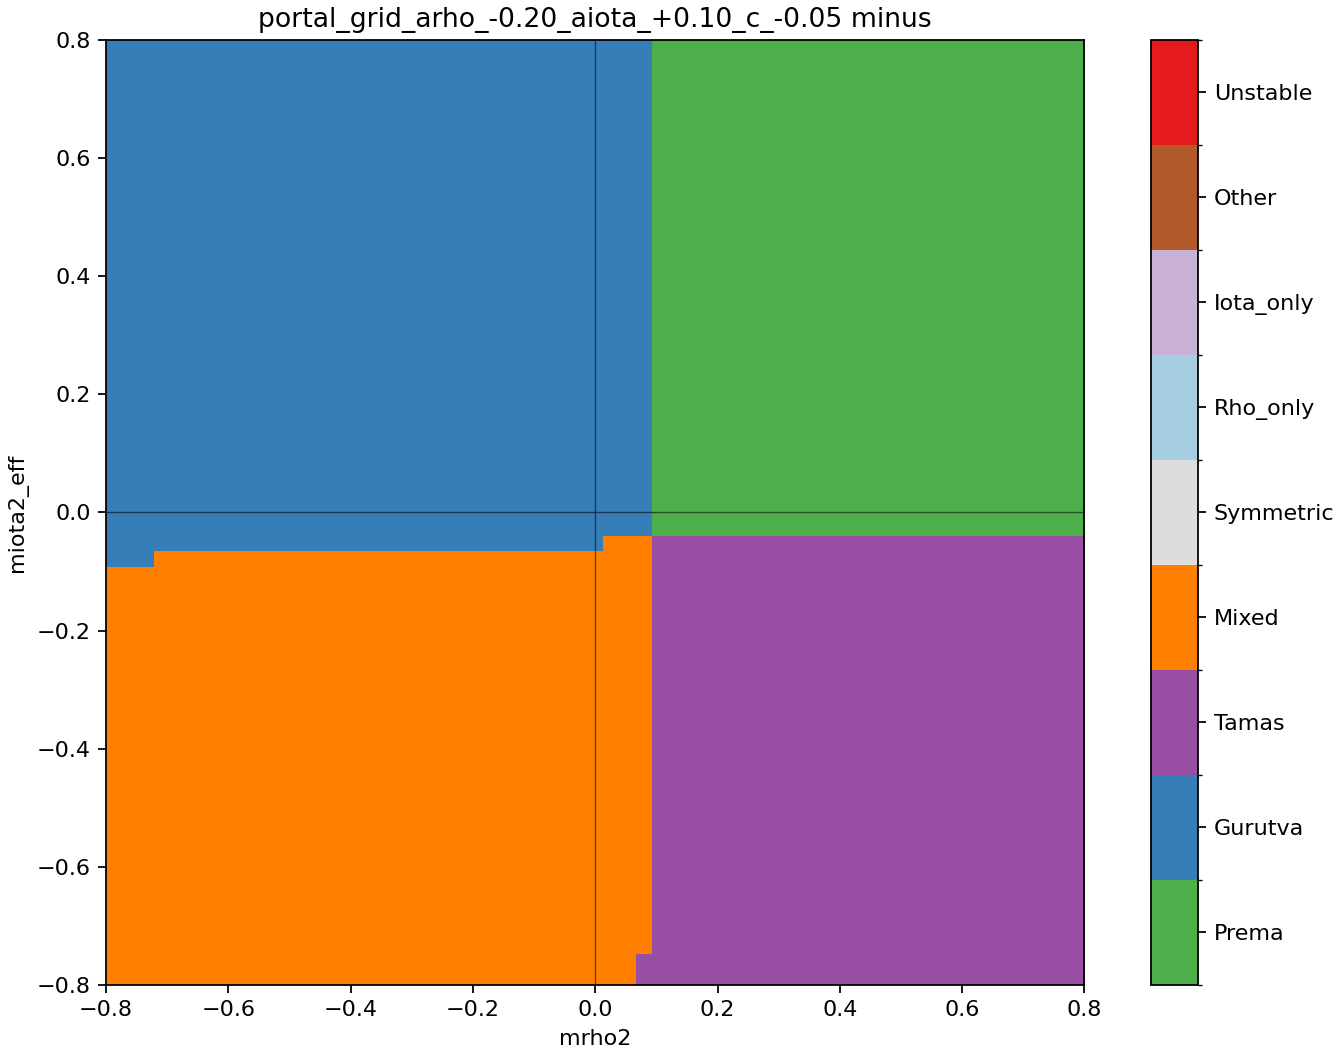 portal_grid_arho_-0.20_aiota_+0.10_c_-0.05 minus
0.8
0.6
0.4
0.2
0.0
−0.2
−0.4
−0.6
−0.8
miota2_eff
−0.8
−0.6
−0.4
−0.2
0.0
0.2
0.4
0.6
0.8
mrho2
Unstable
Other
Iota_only
Rho_only
Symmetric
Mixed
Tamas
Gurutva
Prema